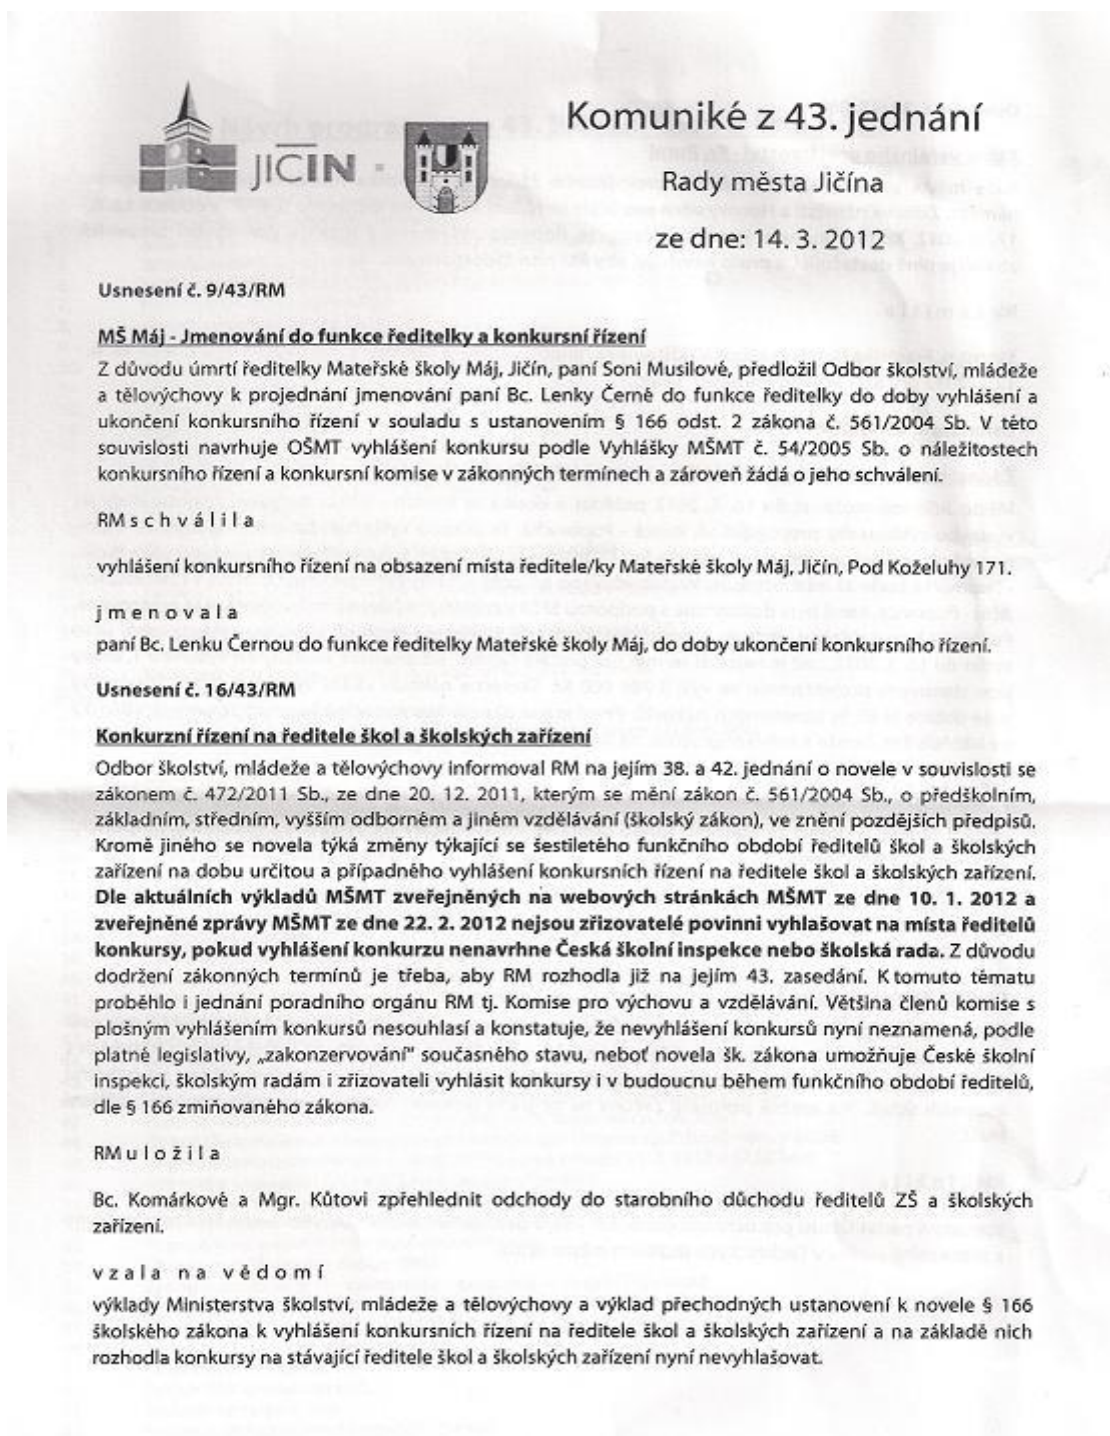 JIČÍN
Komuniké z 43. jednání
Rady města Jičína
ze dne: 14. 3. 2012
Usnesení č. 9/43/RM
MŠ Máj - Jmenování do funkce ředitelky a konkursní řízení
Z důvodu úmrtí ředitelky Mateřské školy Máj, Jičín, paní Soni Musilové, předložil Odbor školství, mládeže
a tělovýchovy k projednání jmenování paní Bc. Lenky Černé do funkce ředitelky do doby vyhlášení a
ukončení konkursního řízení v souladu s ustanovením § 166 odst. 2 zákona č. 561/2004 Sb. V této
souvislosti navrhuje OŠMT vyhlášení konkursu podle Vyhlášky MŠMT č. 54/2005 Sb. o náležitostech
konkursního řízení a konkursní komise v zákonných termínech a zároveň žádá o jeho schválení.
RM s c h v á l i l a
vyhlášení konkursního řízení na obsazení místa ředitele/ky Mateřské školy Máj, Jičín, Pod Koželuhy 171.
j m e n o v a l a
paní Bc. Lenku Černou do funkce ředitelky Mateřské školy Máj, do doby ukončení konkursního řízení.
Usnesení č. 16/43/RM
Konkurzní řízení na ředitele škol a školských zařízení
Odbor školství, mládeže a tělovýchovy informoval RM na jejím 38. a 42. jednání o novele v souvislosti se
zákonem č. 472/2011 Sb., ze dne 20. 12. 2011, kterým se mění zákon č. 561/2004 Sb., o předškolním,
základním, středním, vyšším odborném a jiném vzdělávání (školský zákon), ve znění pozdějších předpisů.
Kromě jiného se novela týká změny týkající se šestiletého funkčního období ředitelů škol a školských
zařízení na dobu určitou a případného vyhlášení konkursních řízení na ředitele škol a školských zařízení.
Dle aktuálních výkladů MŠMT zveřejněných na webových stránkách MŠMT ze dne 10. 1. 2012 a
zveřejněné zprávy MŠMT ze dne 22. 2. 2012 nejsou zřizovatelé povinni vyhlašovat na místa ředitelů
konkursy, pokud vyhlášení konkurzu nenavrhne Česká školní inspekce nebo školská rada. Z důvodu
dodržení zákonných termínů je třeba, aby RM rozhodla již na jejím 43. zasedání. K tomuto tématu
proběhlo i jednání poradního orgánu RM tj. Komise pro výchovu a vzdělávání. Většina členů komise s
plošným vyhlášením konkursů nesouhlasí a konstatuje, že nevyhlášení konkursů nyní neznamená, podle
platné legislativy, „zakonzervování" současného stavu, neboť novela šk. zákona umožňuje České školní
inspekci, školským radám i zřizovateli vyhlásit konkursy i v budoucnu během funkčního období ředitelů,
dle § 166 zmiňovaného zákona.
RM u l o ž i l a
Bc. Komárkové a Mgr. Kůtovi zpřehlednit odchody do starobního důchodu ředitelů ZŠ a školských
zařízení.
v z a l a  n a  v ě d o m í
výklady Ministerstva školství, mládeže a tělovýchovy a výklad přechodných ustanovení k novele § 166
školského zákona k vyhlášení konkursních řízení na ředitele škol a školských zařízení a na základě nich
rozhodla konkursy na stávající ředitele škol a školských zařízení nyní nevyhlašovat.